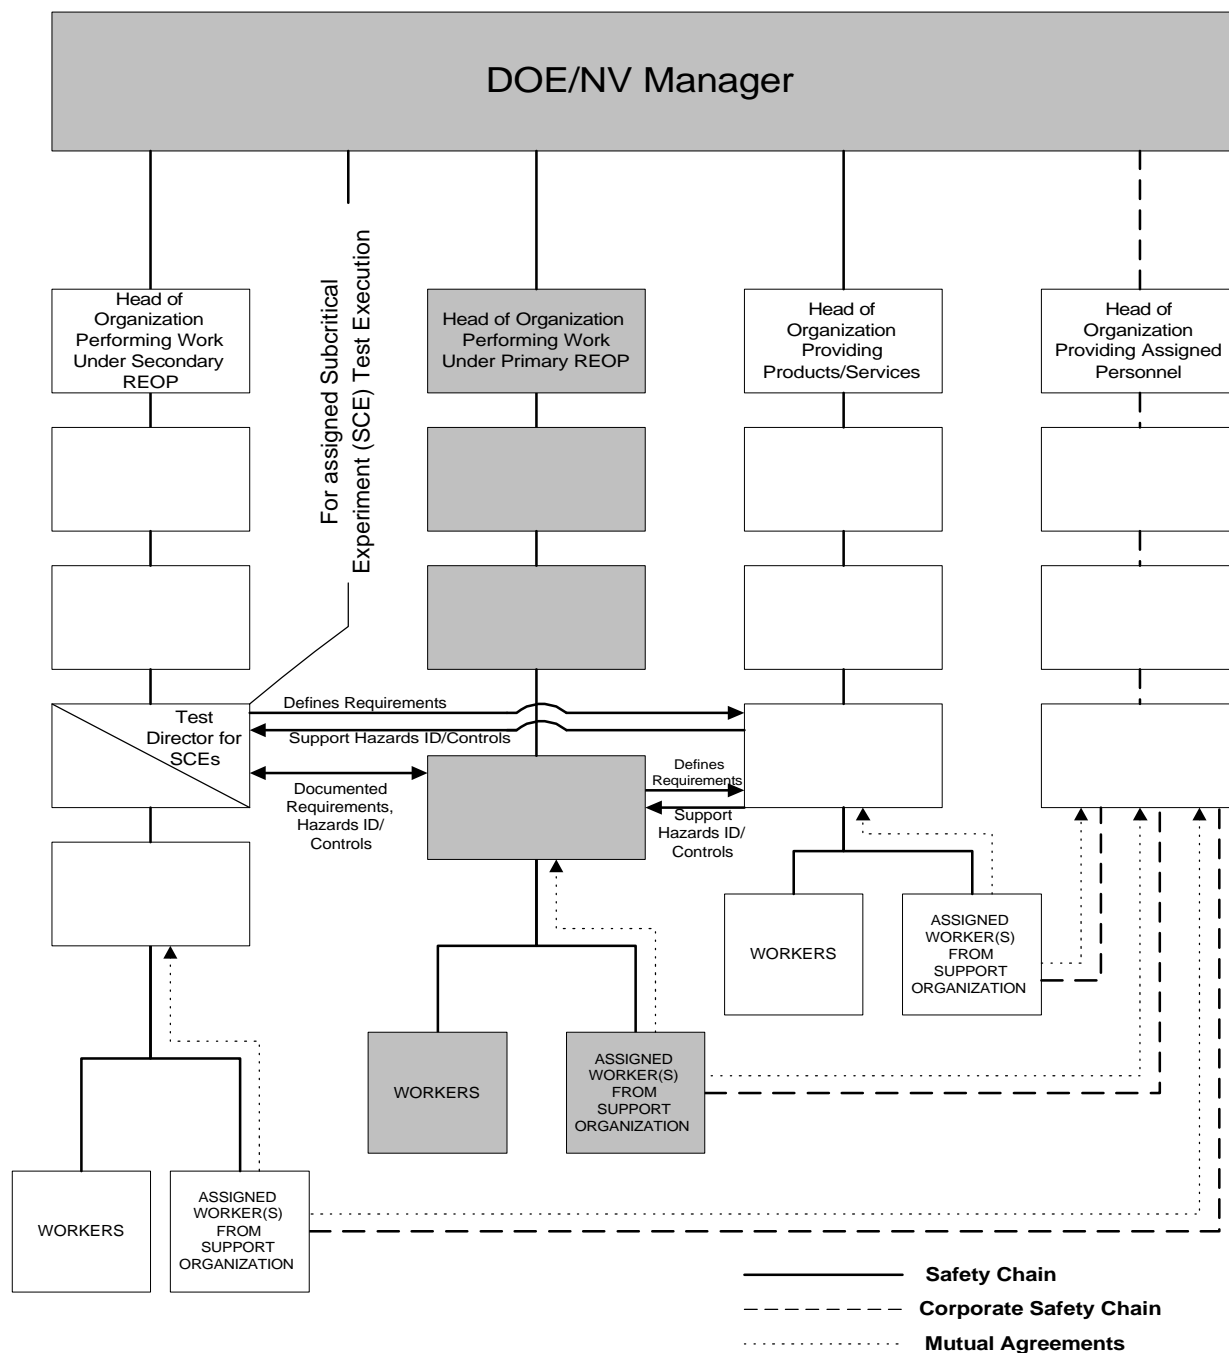 DOE/NV Manager
For assigned Subcritical
Experiment (SCE) Test Execution
Head of
Organization
Performing Work
Under Secondary
REOP
Head of Organization
Performing Work
Under Primary REOP
Head of
Organization
Providing
Products/Services
Head of
Organization
Providing Assigned
Personnel
Test
Director for
SCEs
Defines Requirements
Support Hazards ID/Controls
Documented
Requirements,
Hazards ID/
Controls
Defines
Requirements
Support
Hazards ID/
Controls
WORKERS
ASSIGNED
WORKER(S)
FROM
SUPPORT
ORGANIZATION
WORKERS
ASSIGNED
WORKER(S)
FROM
SUPPORT
ORGANIZATION
WORKERS
ASSIGNED
WORKER(S)
FROM
SUPPORT
ORGANIZATION
Safety Chain
Corporate Safety Chain
Mutual Agreements